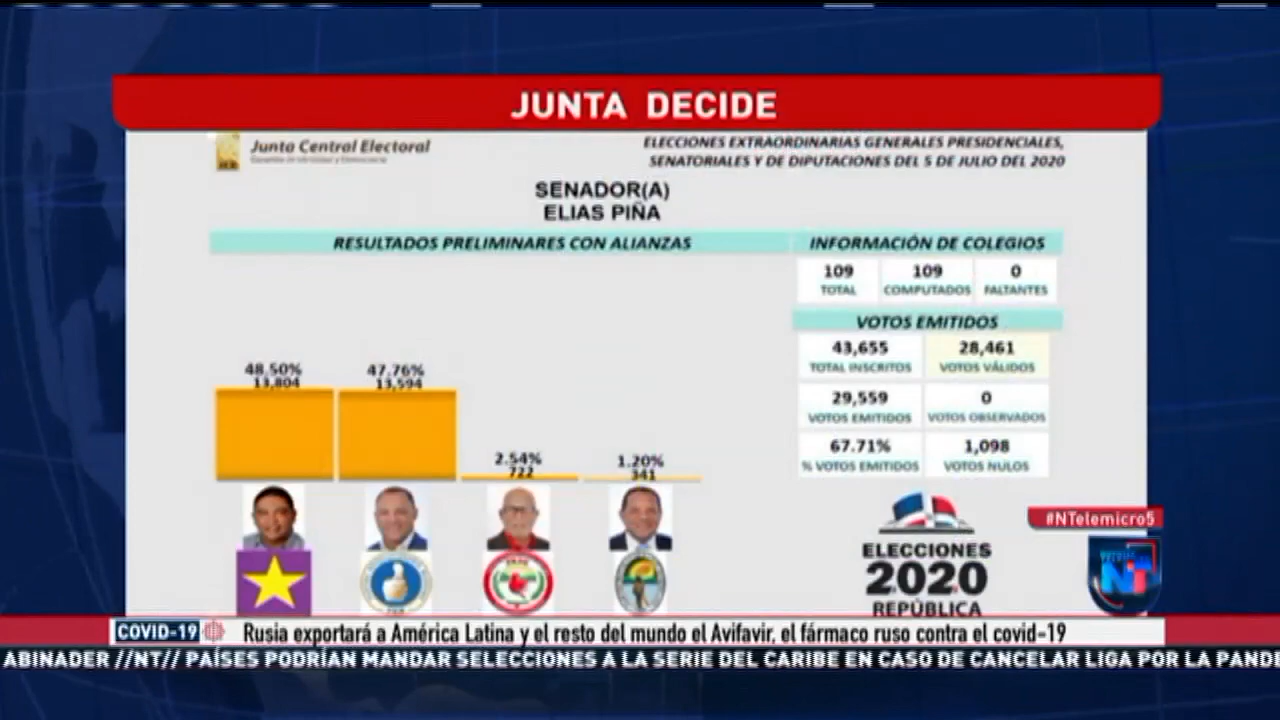 JUNTA DECIDE
Junta Central Electoral
ELECCIONES EXTRAORDINARIAS GENERALES PRESIDENCIALES,
SENATORIALES Y DE DIPUTACIONES DEL 5 DE JULIO DEL 2020
SENADOR(A)
ELIAS PIÑA
RESULTADOS PRELIMINARES CON ALIANZAS
48.50%
13,804
47.76%
13,594
2.54%
722
1.20%
341
INFORMACIÓN DE COLEGIOS
109 109 0
TOTAL COMPUTADOS FALTANTES
VOTOS EMITIDOS
43,655 28,461
TOTAL INSCRITOS VOTOS VÁLIDOS
29,559 0
VOTOS EMITIDOS VOTOS OBSERVADOS
67.71% 1,098
% VOTOS EMITIDOS VOTOS NULOS
ELECCIONES
2020
REPÚBLICA
#NTelemicro5
NT
COVID-19 Rusia exportará a América Latina y el resto del mundo el Avifavir, el fármaco ruso contra el covid-19
ABINADER //NT// PAÍSES PODRÍAN MANDAR SELECCIONES A LA SERIE DEL CARIBE EN CASO DE CANCELAR LIGA POR LA PANDE